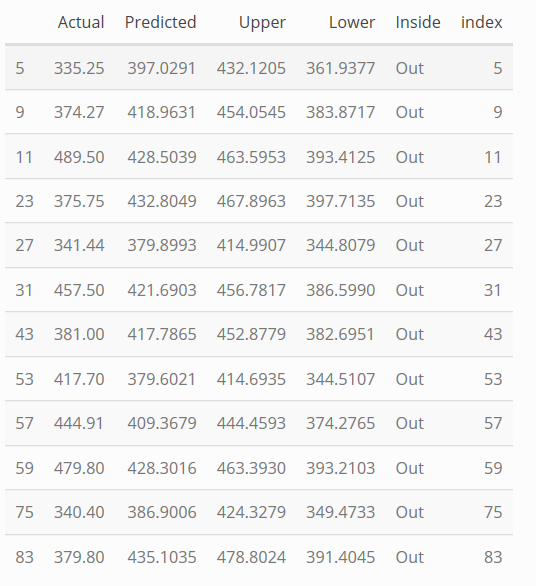 Actual Predicted Upper Lower Inside index
5 335.25 397.0291 432.1205 361.9377 Out 5
9 374.27 418.9631 454.0545 383.8717 Out 9
11 489.50 428.5039 463.5953 393.4125 Out 11
23 375.75 432.8049 467.8963 397.7135 Out 23
27 341.44 379.8993 414.9907 344.8079 Out 27
31 457.50 421.6903 456.7817 386.5990 Out 31
43 381.00 417.7865 452.8779 382.6951 Out 43
53 417.70 379.6021 414.6935 344.5107 Out 53
57 444.91 409.3679 444.4593 374.2765 Out 57
59 479.80 428.3016 463.3930 393.2103 Out 59
75 340.40 386.9006 424.3279 349.4733 Out 75
83 379.80 435.1035 478.8024 391.4045 Out 83